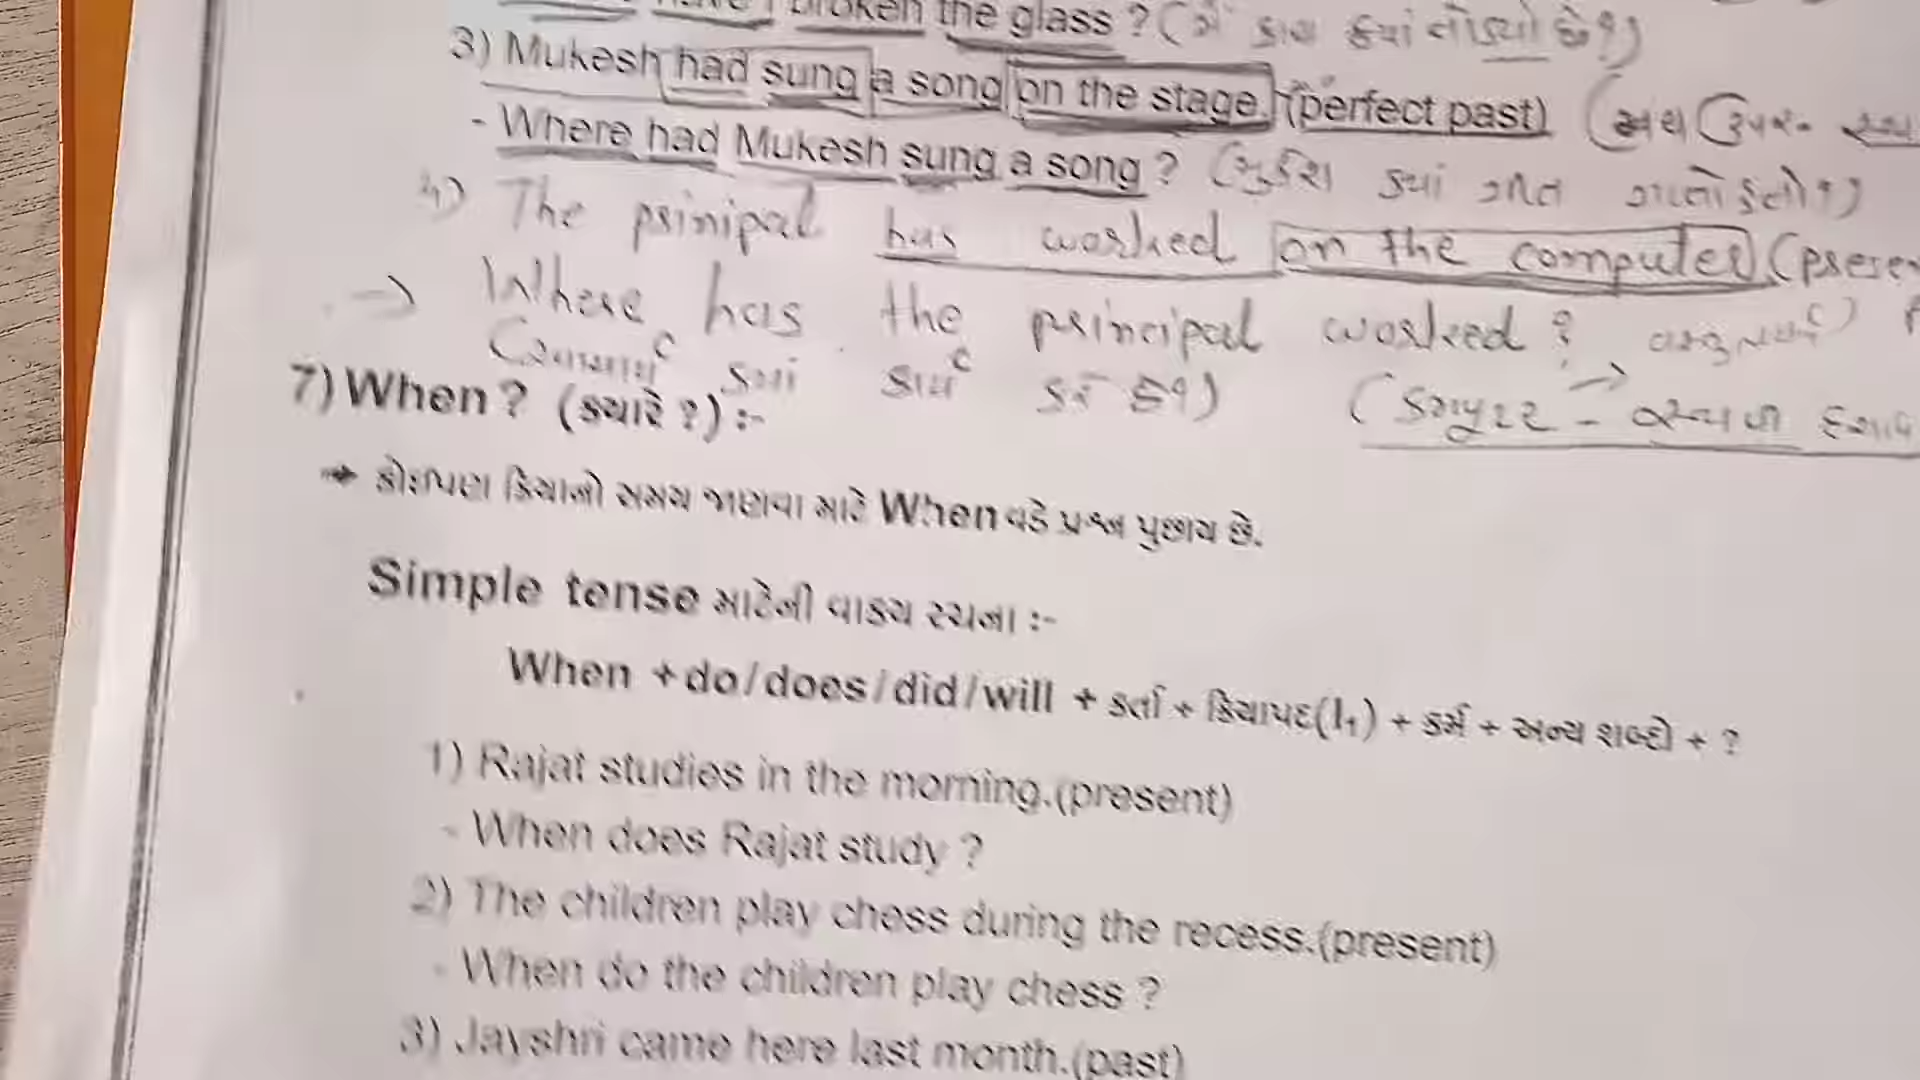 broken the glass ? (મેં કાચ ક્યાં તોડ્યો છે?)
3) Mukesh had sung a song on the stage. (perfect past)
- Where had Mukesh sung a song ? (મુકેશ ક્યાં ગીત ગાતો હતો?)
4) The prinipal has worked on the computer (
→ Where has the principal worked ?
7) When ? (ક્યારે ?) :-
➔ કોઈપણ ક્રિયાનો સમય જાણવા માટે When વડે પ્રશ્ન પુછાય છે.
Simple tense માટેની વાક્ય રચના :-
When + do/does/did/will + કર્તા + ક્રિયાપદ(I₁) + કર્મ + અન્ય શબ્દો + ?
1) Rajat studies in the morning.(present)
- When does Rajat study ?
2) The children play chess during the recess.(present)
- When do the children play chess ?
3) Jayshri came here last month.(past)